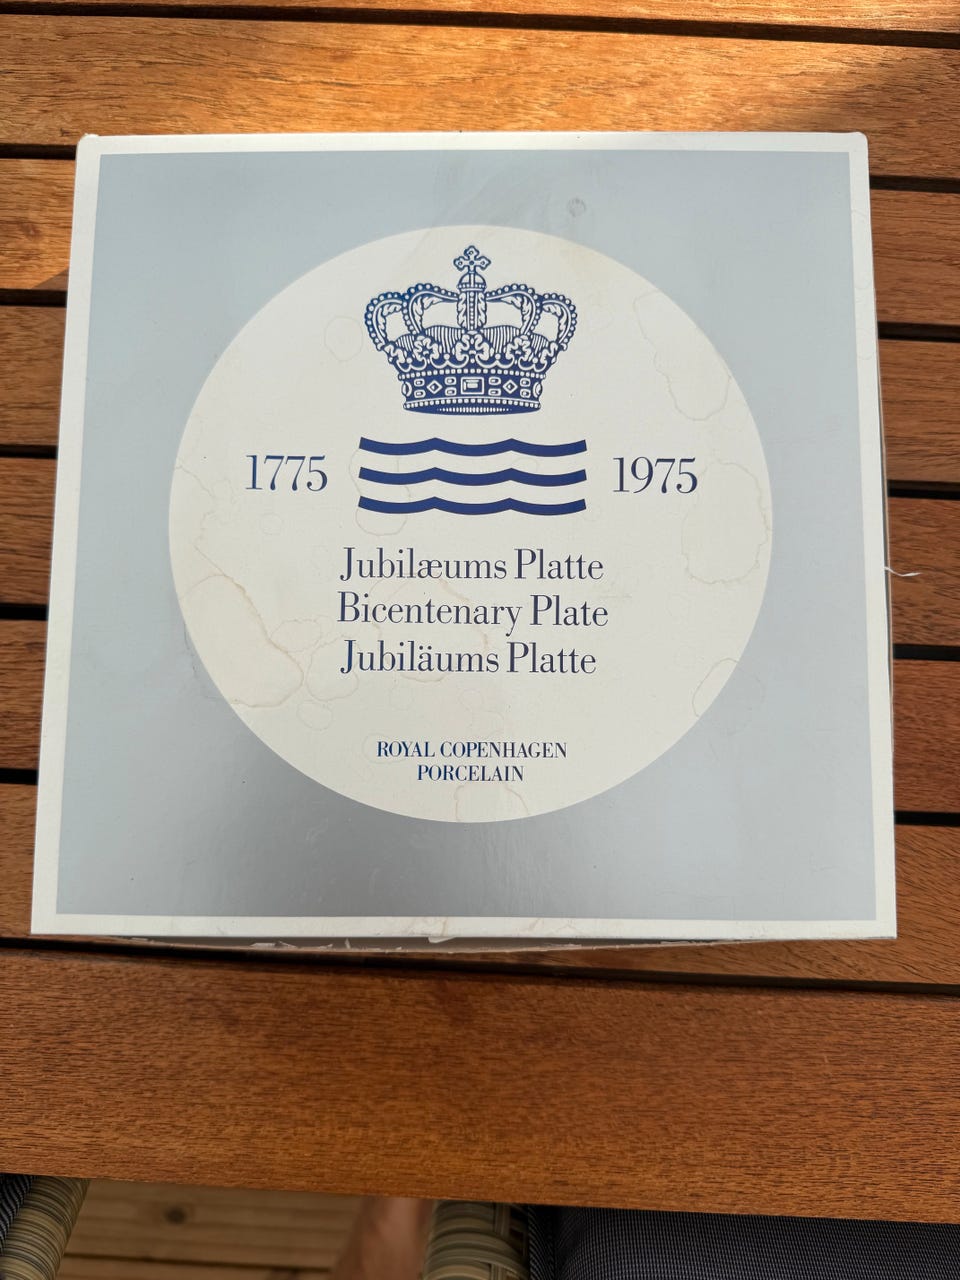 1775 1975
Jubilæums Platte
Bicentenary Plate
Jubiläums Platte
ROYAL COPENHAGEN
PORCELAIN